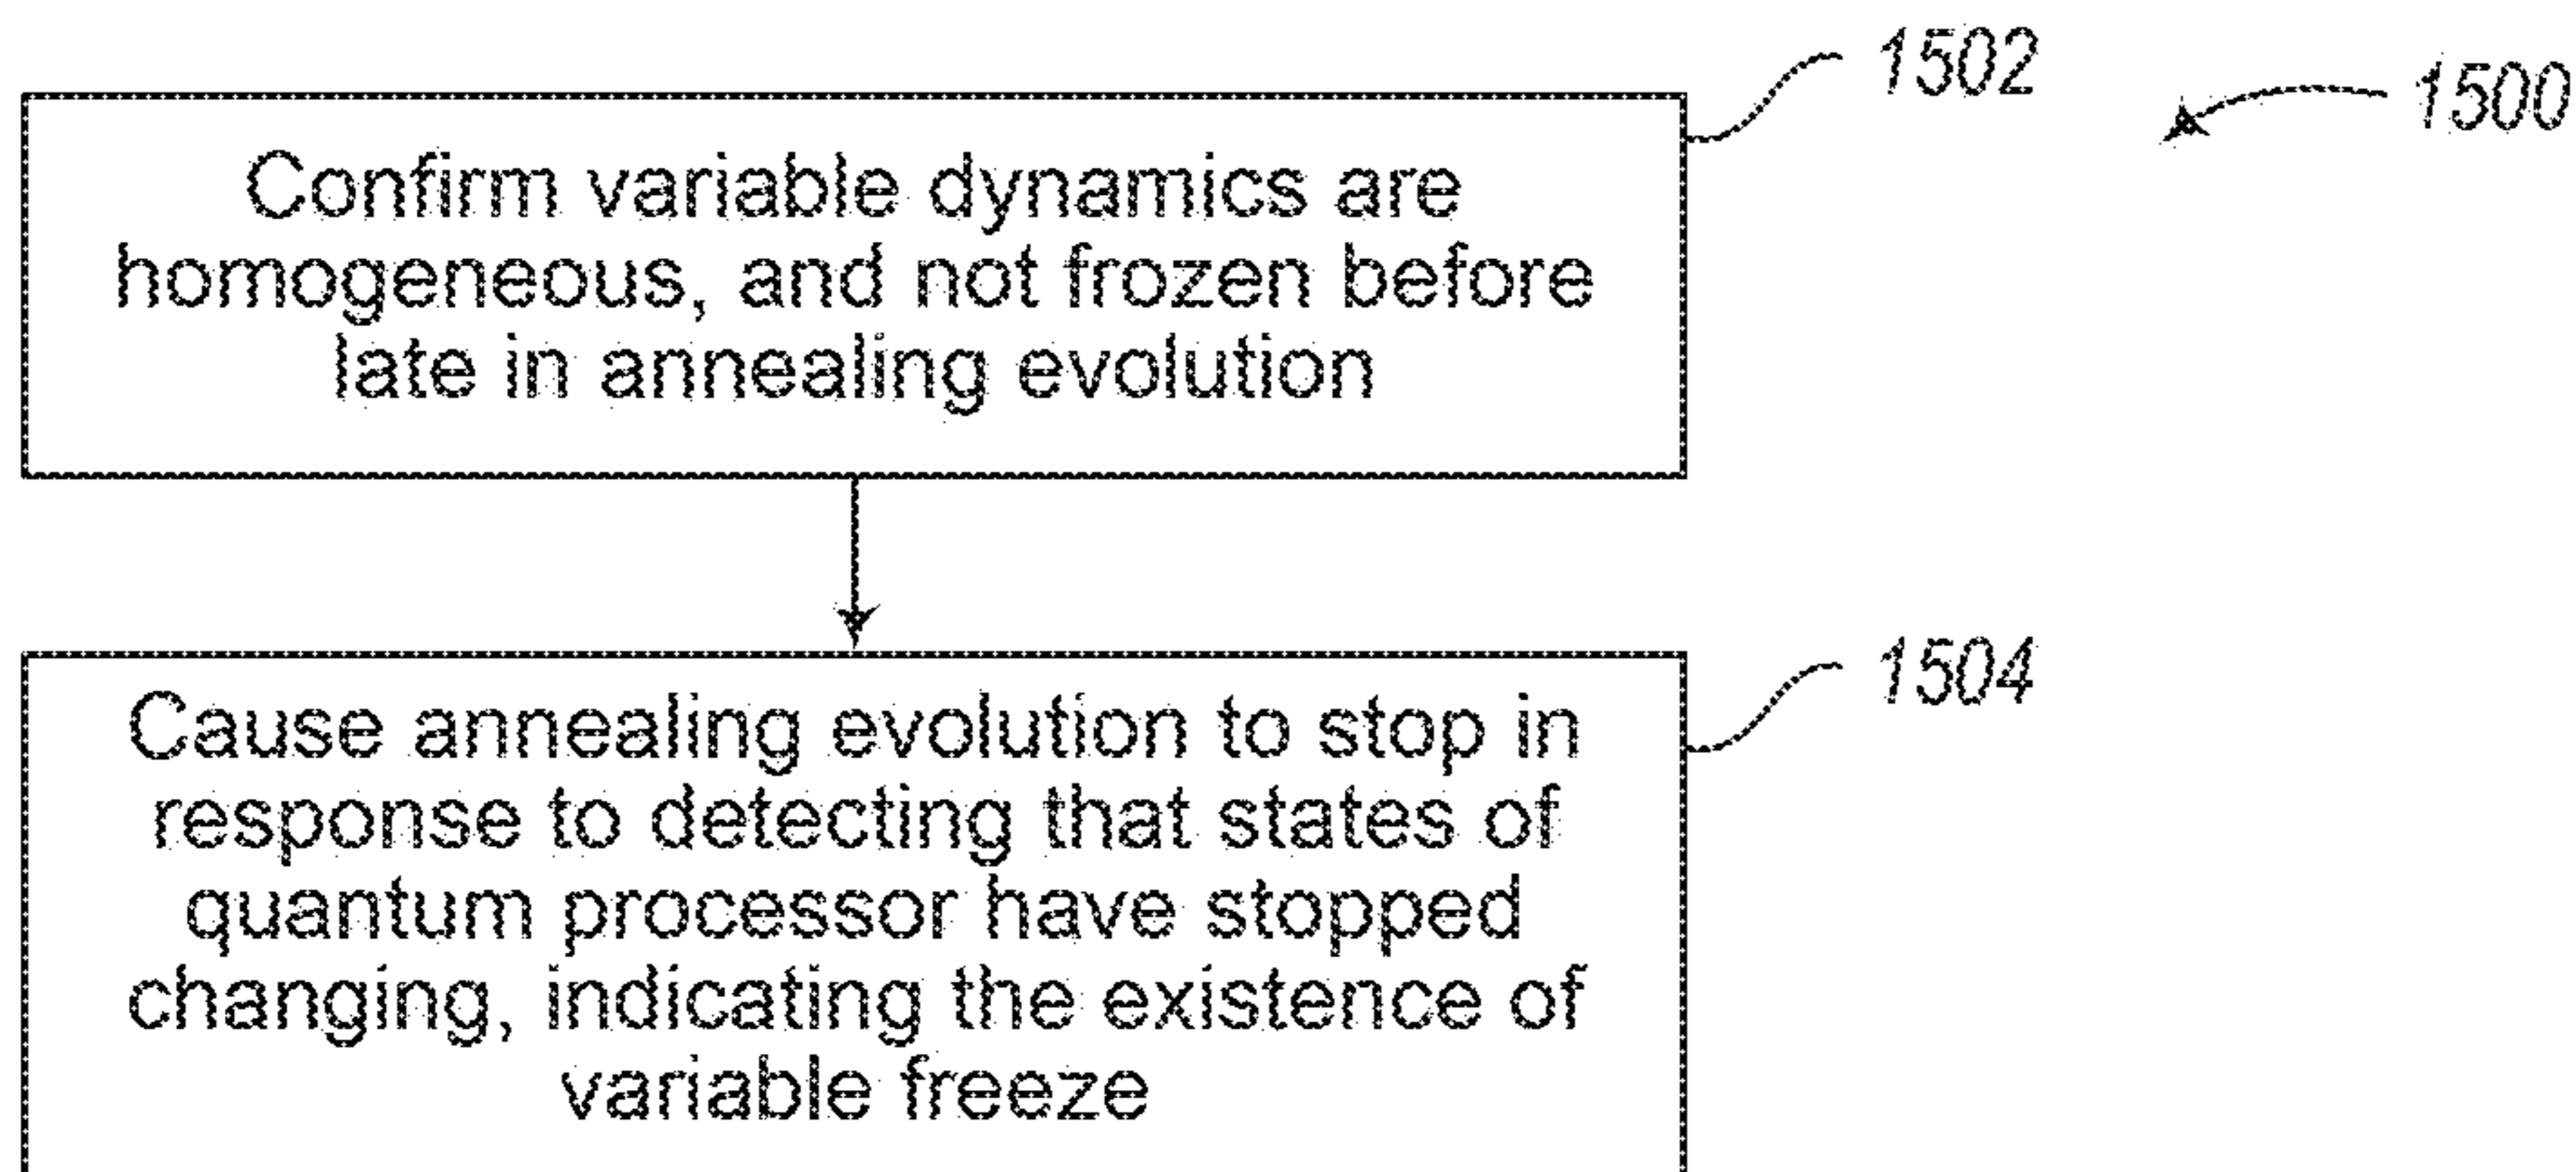 1502
1500
Confirm variable dynamics are
homogeneous, and not frozen before
late in annealing evolution
1504
Cause annealing evolution to stop in
response to detecting that states of
quantum processor have stopped
changing, indicating the existence of
variable freeze